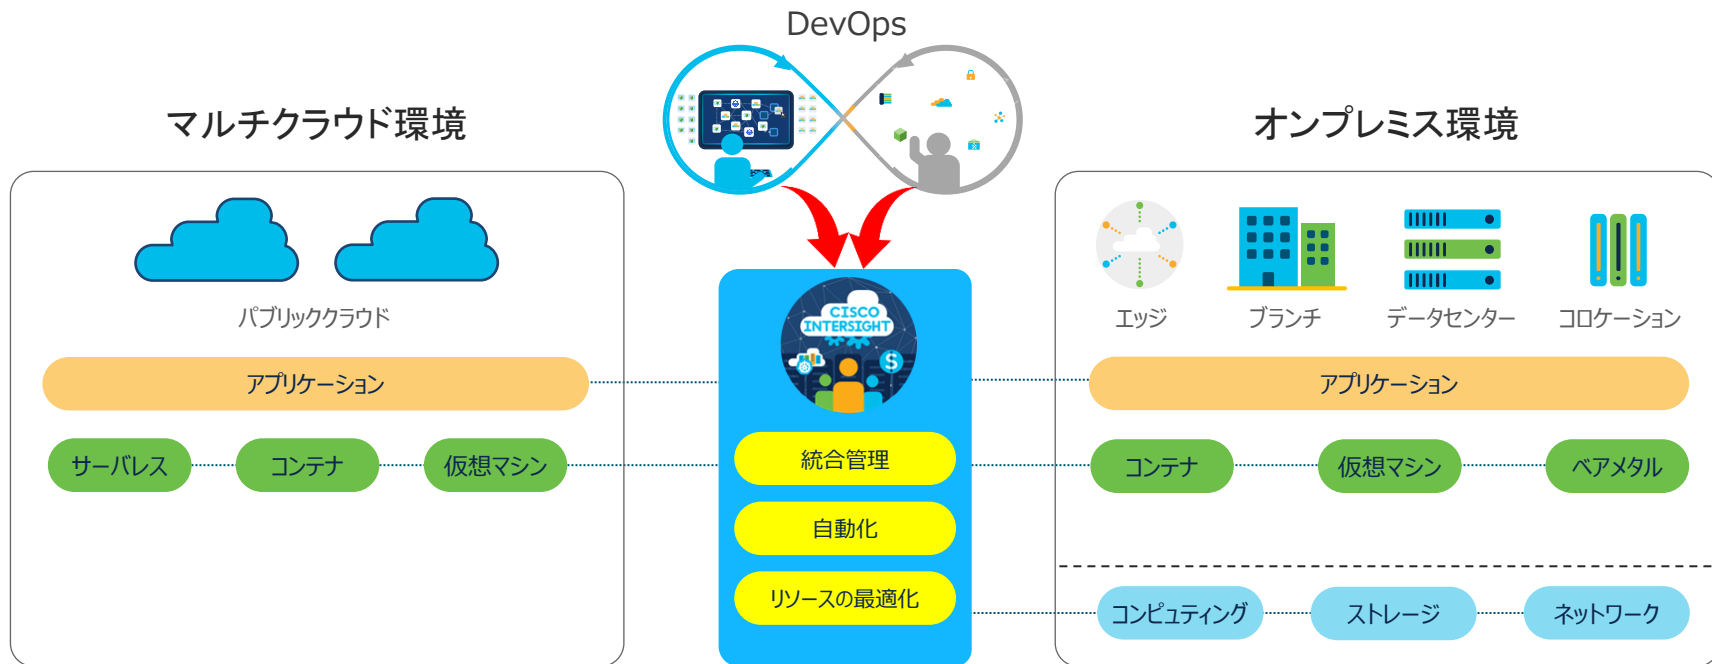 DevOps
マルチクラウド環境
オンプレミス環境
パブリッククラウド
アプリケーション
サーバレス
コンテナ
仮想マシン
CISCO
INTERSIGHT
統合管理
自動化
リソースの最適化
エッジ
ブランチ
データセンター
コロケーション
アプリケーション
コンテナ
仮想マシン
ベアメタル
コンピュティング
ストレージ
ネットワーク